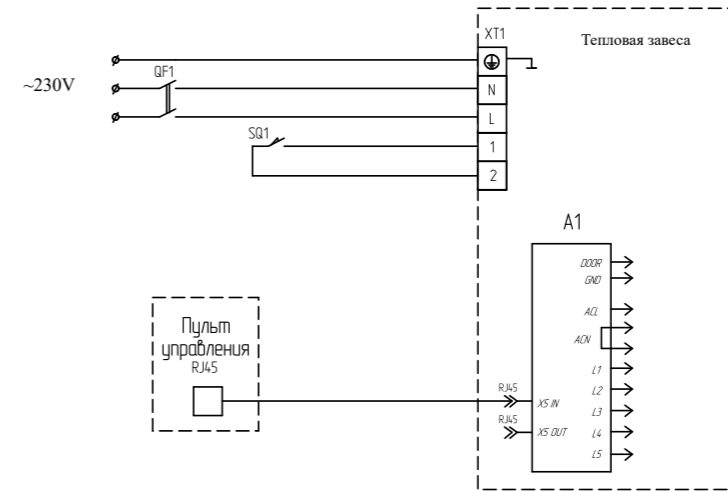 XT1
Тепловая завеса
~230V
QF1
N
L
SQ1
1
2
A1
DOOR
GND
ACL
ACN
Пульт
управления
RJ45
L1
RJ45
X5 IN
L2
L3
RJ45
X5 OUT
L4
L5